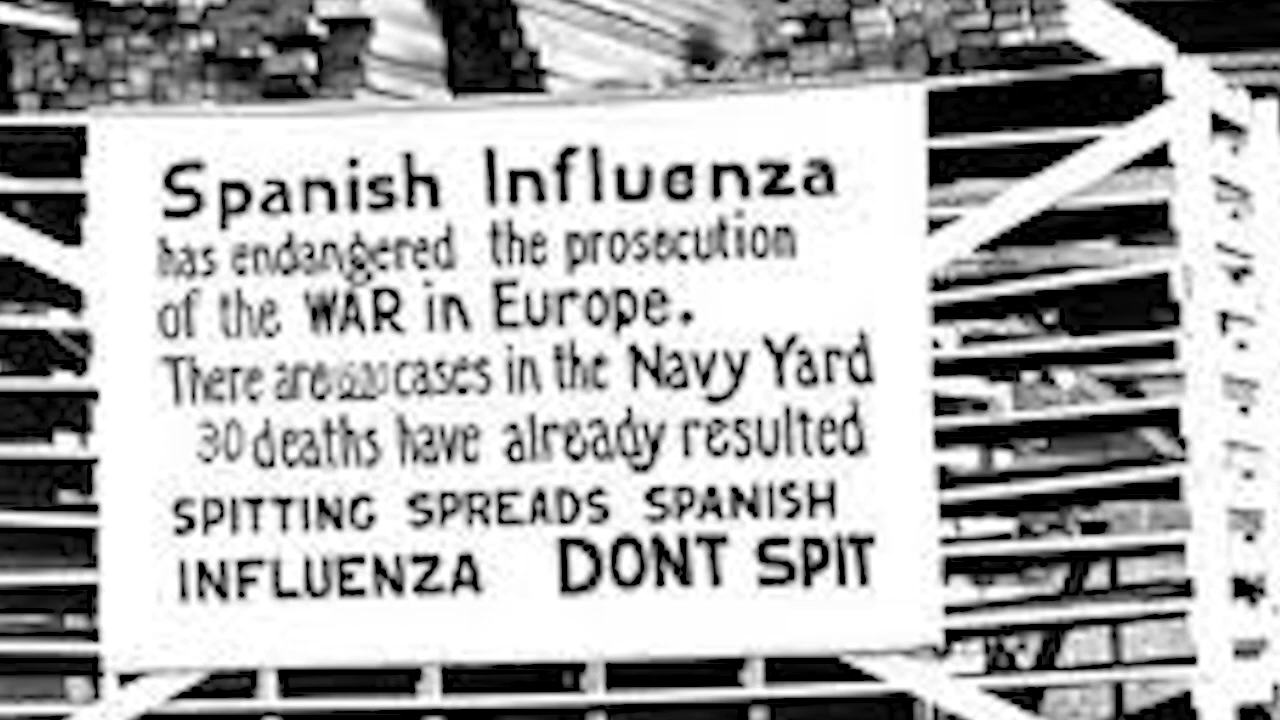 Spanish Influenza
has endangered the prosecution
of the WAR in Europe.
There are cases in the Navy Yard
30 deaths have already resulted
SPITTING SPREADS SPANISH
INFLUENZA DONT SPIT